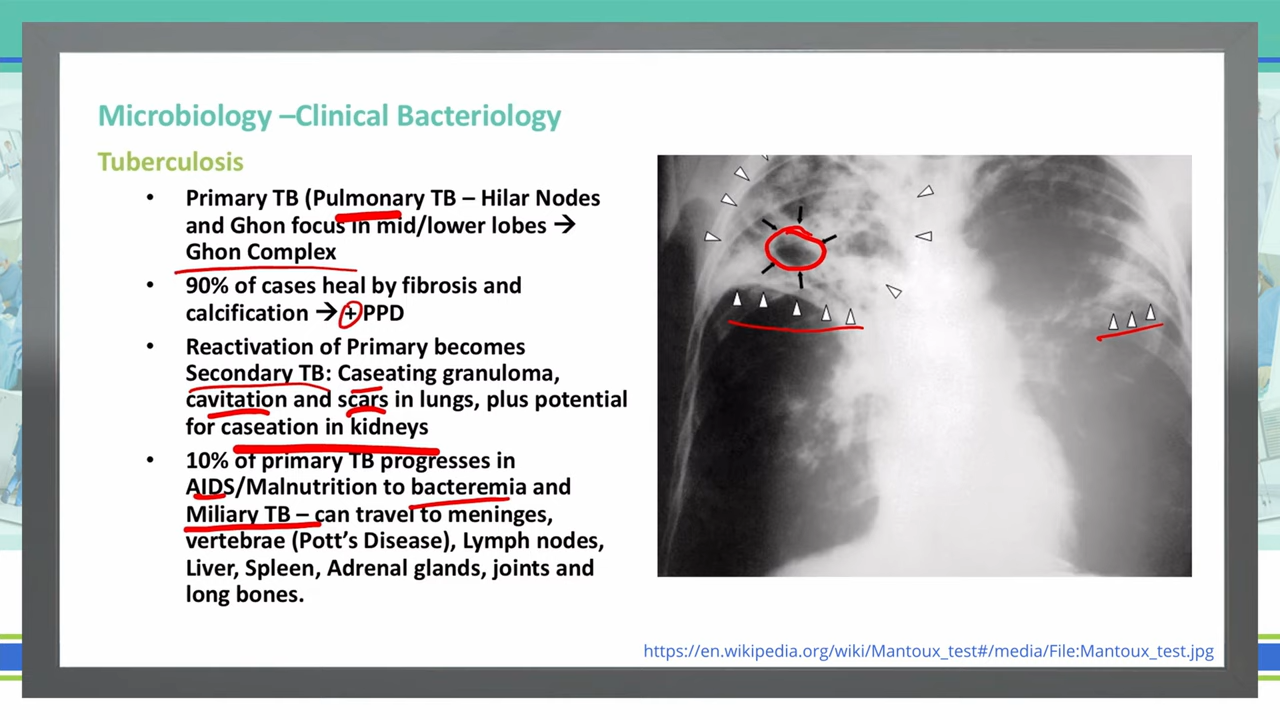 Microbiology –Clinical Bacteriology
Tuberculosis
• Primary TB (Pulmonary TB – Hilar Nodes
and Ghon focus in mid/lower lobes →
Ghon Complex
• 90% of cases heal by fibrosis and
calcification → + PPD
• Reactivation of Primary becomes
Secondary TB: Caseating granuloma,
cavitation and scars in lungs, plus potential
for caseation in kidneys
• 10% of primary TB progresses in
AIDS/Malnutrition to bacteremia and
Miliary TB – can travel to meninges,
vertebrae (Pott’s Disease), Lymph nodes,
Liver, Spleen, Adrenal glands, joints and
long bones.
https://en.wikipedia.org/wiki/Mantoux_test#/media/File:Mantoux_test.jpg